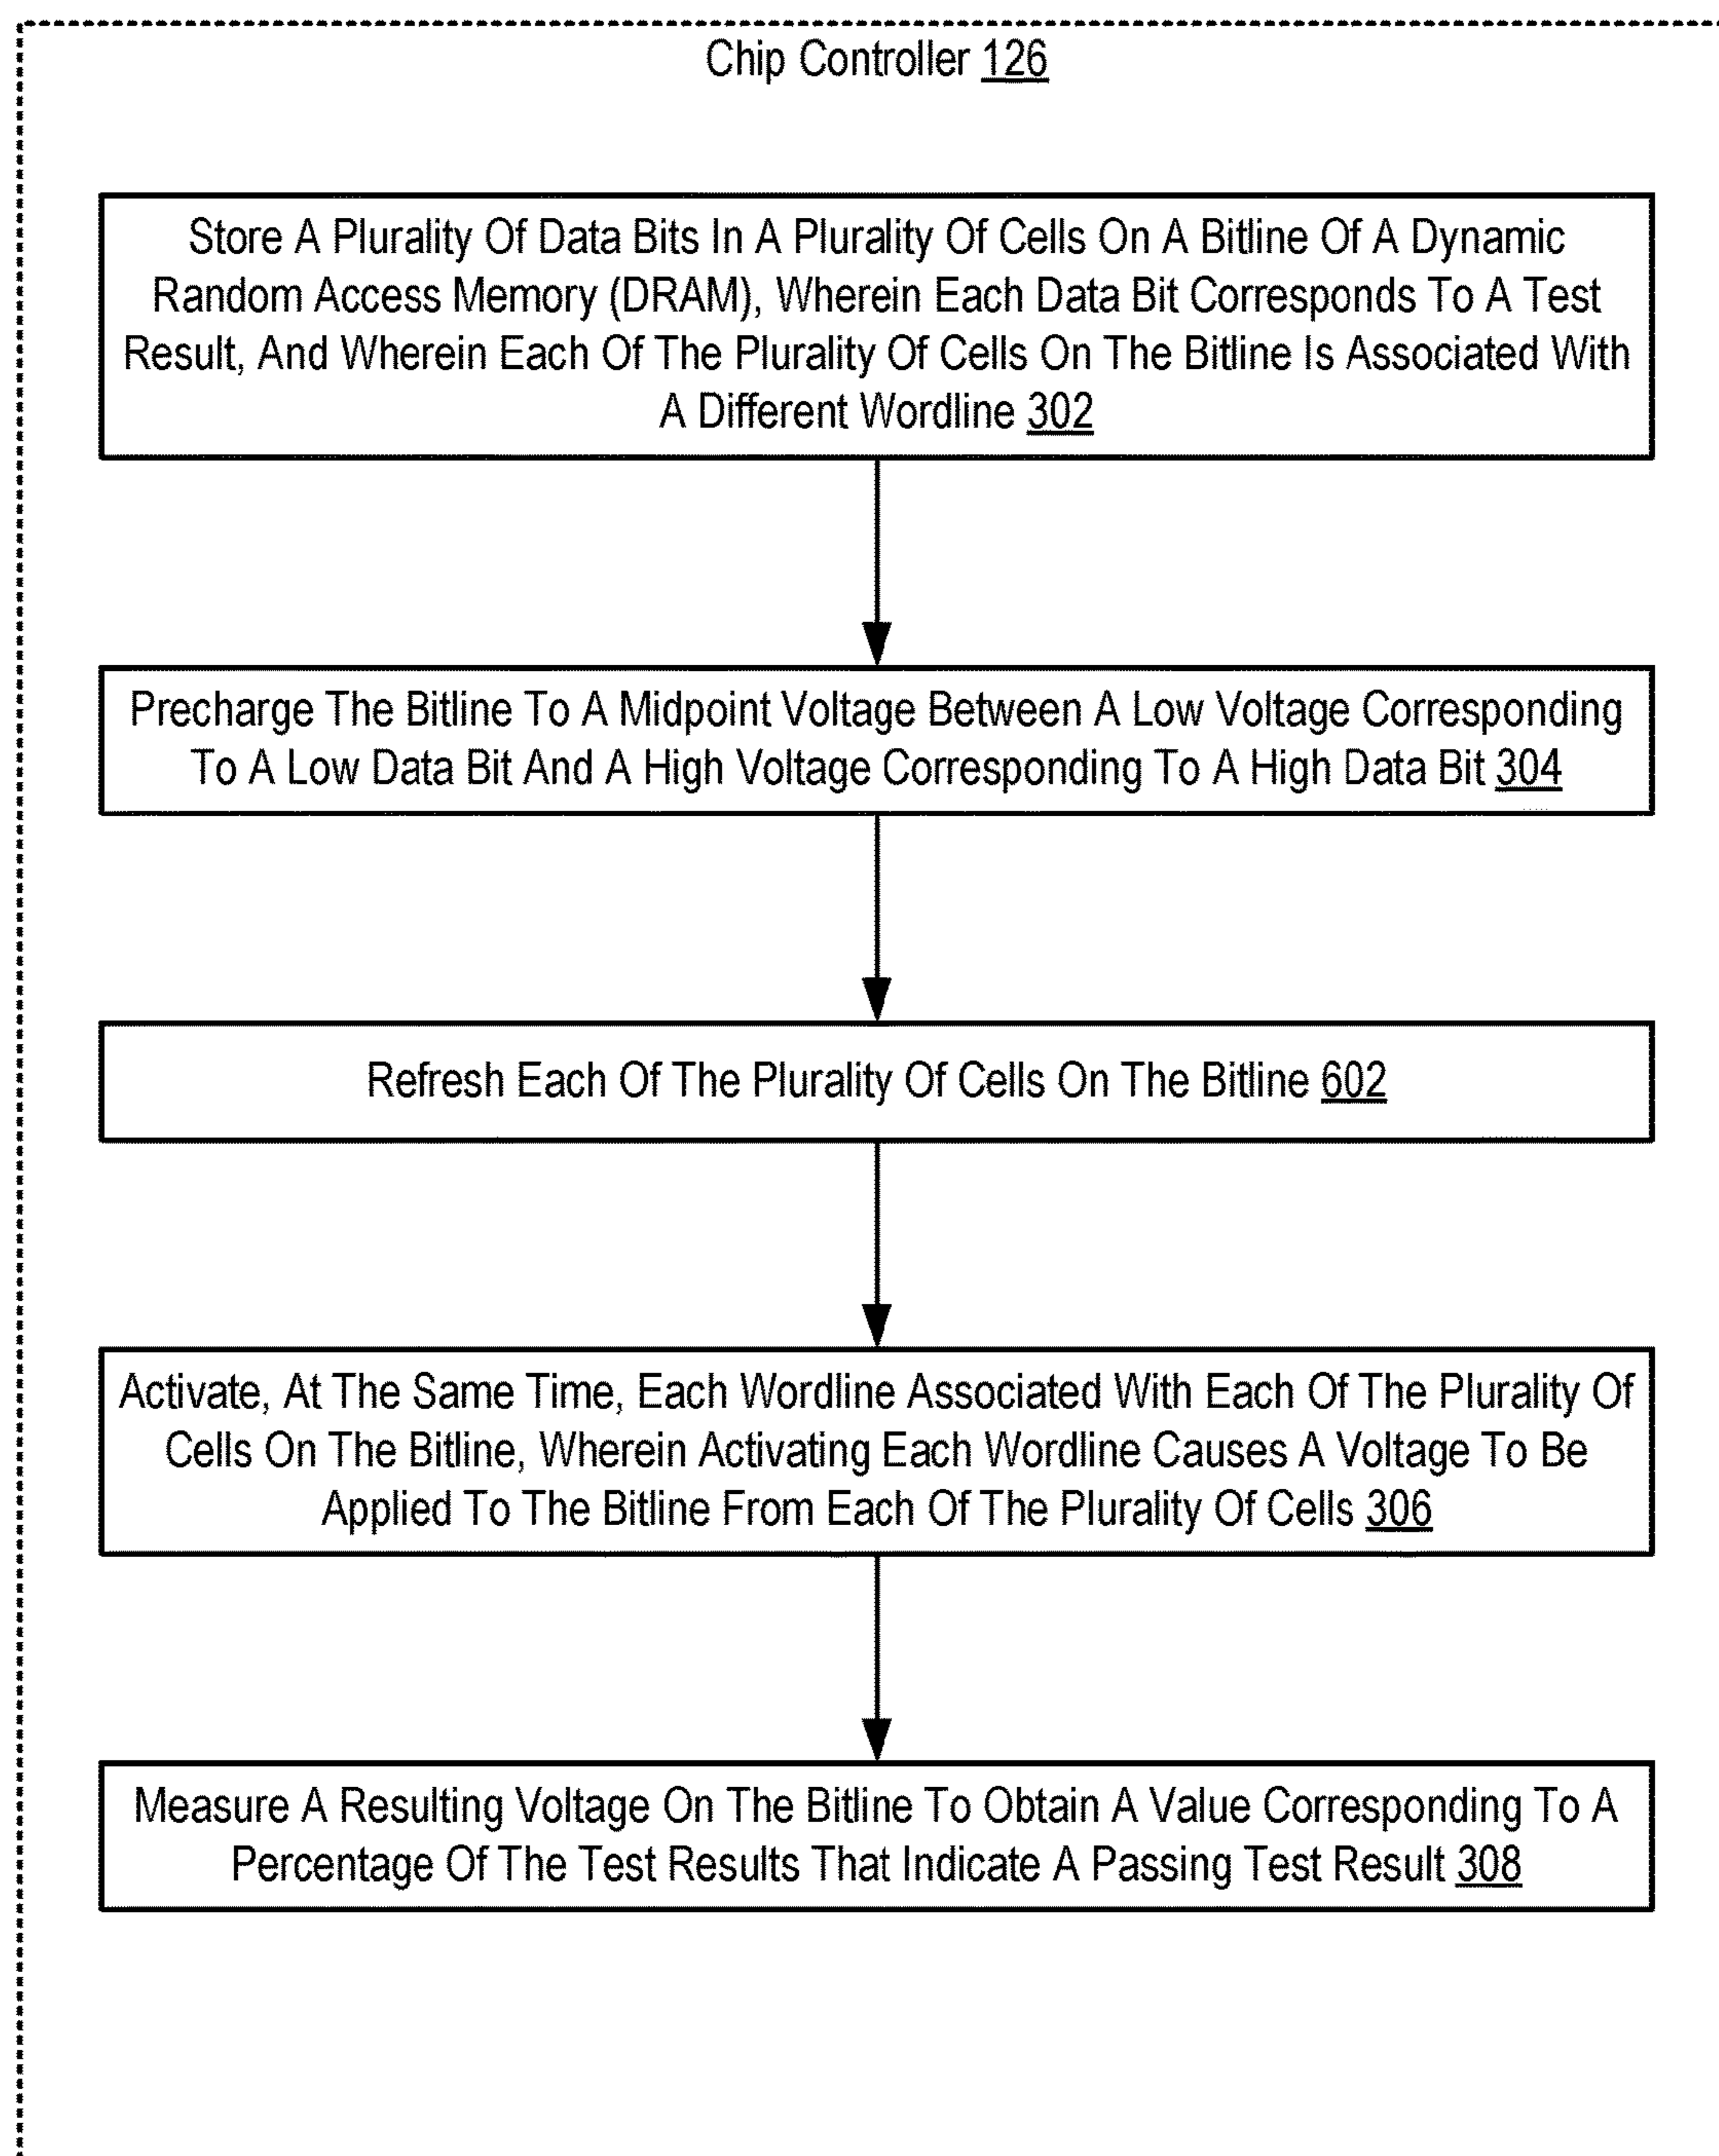 Chip Controller 126
Store A Plurality Of Data Bits In A Plurality Of Cells On A Bitline Of A Dynamic
Random Access Memory (DRAM), Wherein Each Data Bit Corresponds To A Test
Result, And Wherein Each Of The Plurality Of Cells On The Bitline Is Associated With
A Different Wordline 302
Precharge The Bitline To A Midpoint Voltage Between A Low Voltage Corresponding
To A Low Data Bit And A High Voltage Corresponding To A High Data Bit 304
Refresh Each Of The Plurality Of Cells On The Bitline 602
Activate, At The Same Time, Each Wordline Associated With Each Of The Plurality Of
Cells On The Bitline, Wherein Activating Each Wordline Causes A Voltage To Be
Applied To The Bitline From Each Of The Plurality Of Cells 306
Measure A Resulting Voltage On The Bitline To Obtain A Value Corresponding To A
Percentage Of The Test Results That Indicate A Passing Test Result 308